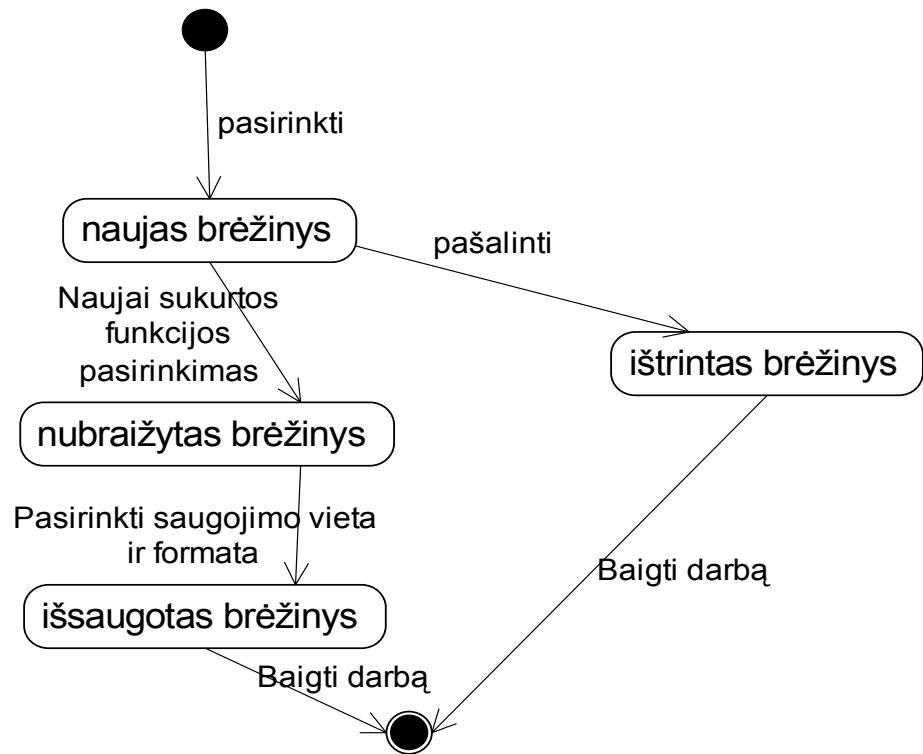 pasirinkti
naujas brėžinys
pašalinti
Naujai sukurtos
funkcijos
pasirinkimas
ištrintas brėžinys
nubraižytas brėžinys
Pasirinkti saugojimo vieta
ir formata
Baigti darbą
išsaugotas brėžinys
Baigti darbą